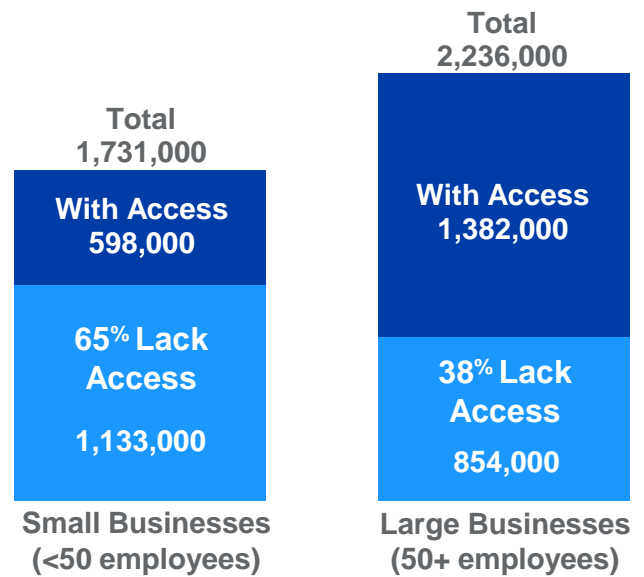 Total
1,731,000
With Access
598,000
65% Lack
Access
1,133,000
Small Businesses
(<50 employees)
Total
2,236,000
With Access
1,382,000
38% Lack
Access
854,000
Large Businesses
(50+ employees)